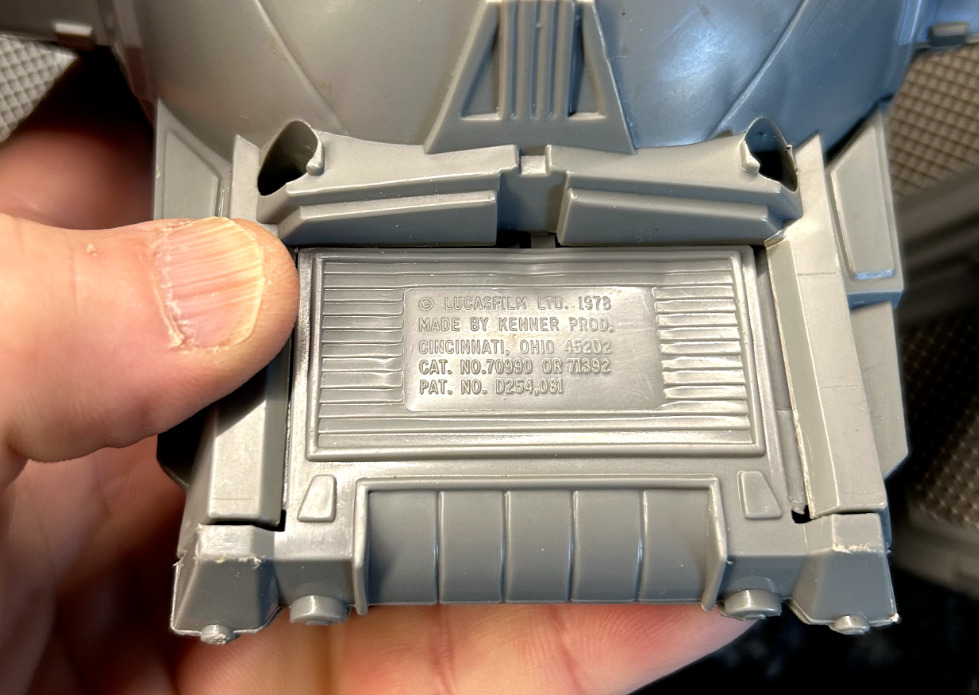 © LUCASFILM LTD. 1978
MADE BY KENNER PROD.
CINCINNATI, OHIO 45202
CAT. NO.70990 OR 71392
PAT. NO. D254,081